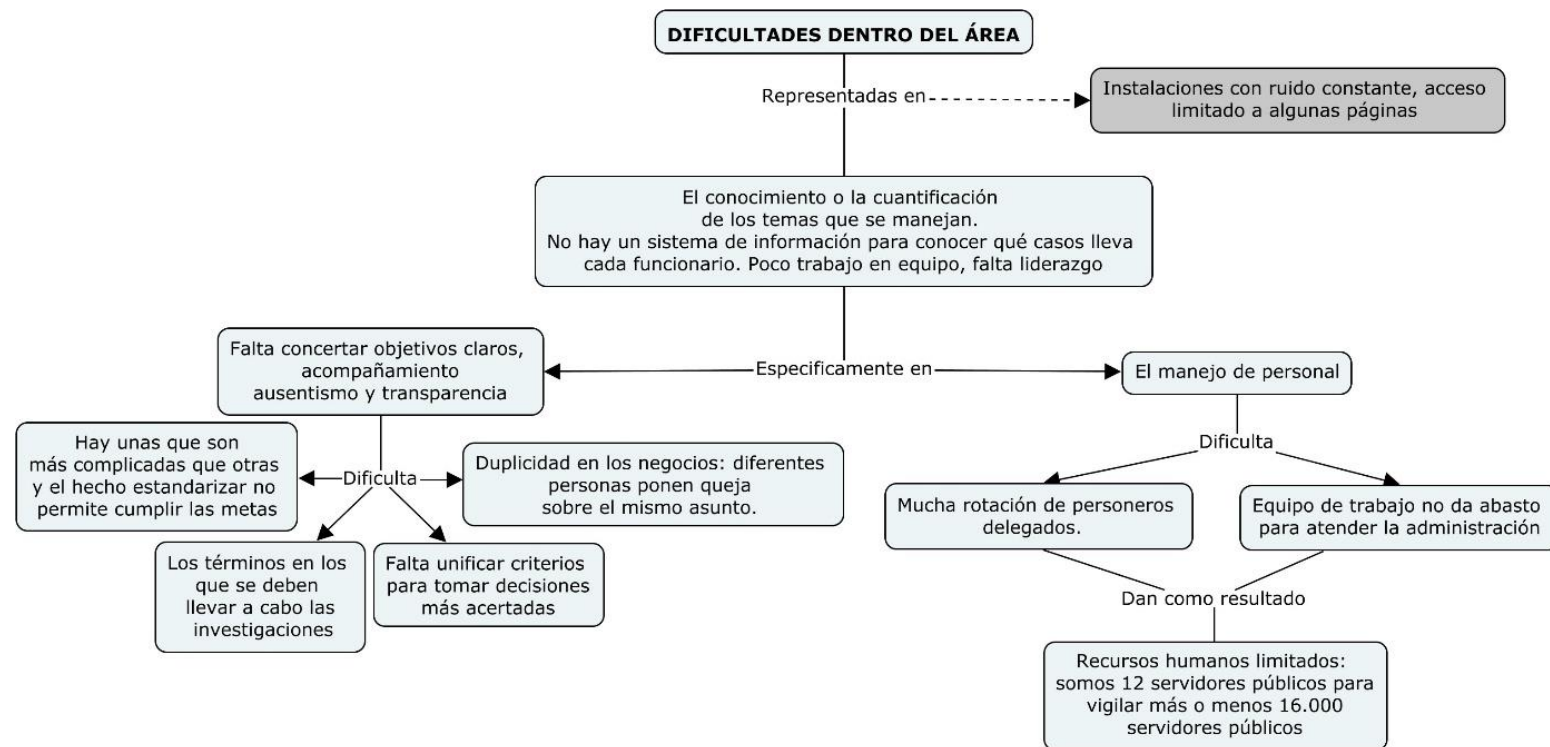 DIFICULTADES DENTRO DEL ÁREA
Representadas en
Instalaciones con ruido constante, acceso
limitado a algunas páginas
El conocimiento o la cuantificación
de los temas que se manejan.
No hay un sistema de información para conocer qué casos lleva
cada funcionario. Poco trabajo en equipo, falta liderazgo
Especificamente en
Falta concertar objetivos claros,
acompañamiento
ausentismo y transparencia
El manejo de personal
Dificulta
Hay unas que son
más complicadas que otras
y el hecho estandarizar no
permite cumplir las metas
Duplicidad en los negocios: diferentes
personas ponen queja
sobre el mismo asunto.
Los términos en los
que se deben
llevar a cabo las
investigaciones
Falta unificar criterios
para tomar decisiones
más acertadas
Dificulta
Mucha rotación de personeros
delegados.
Equipo de trabajo no da abasto
para atender la administración
Dan como resultado
Recursos humanos limitados:
somos 12 servidores públicos para
vigilar más o menos 16.000
servidores públicos